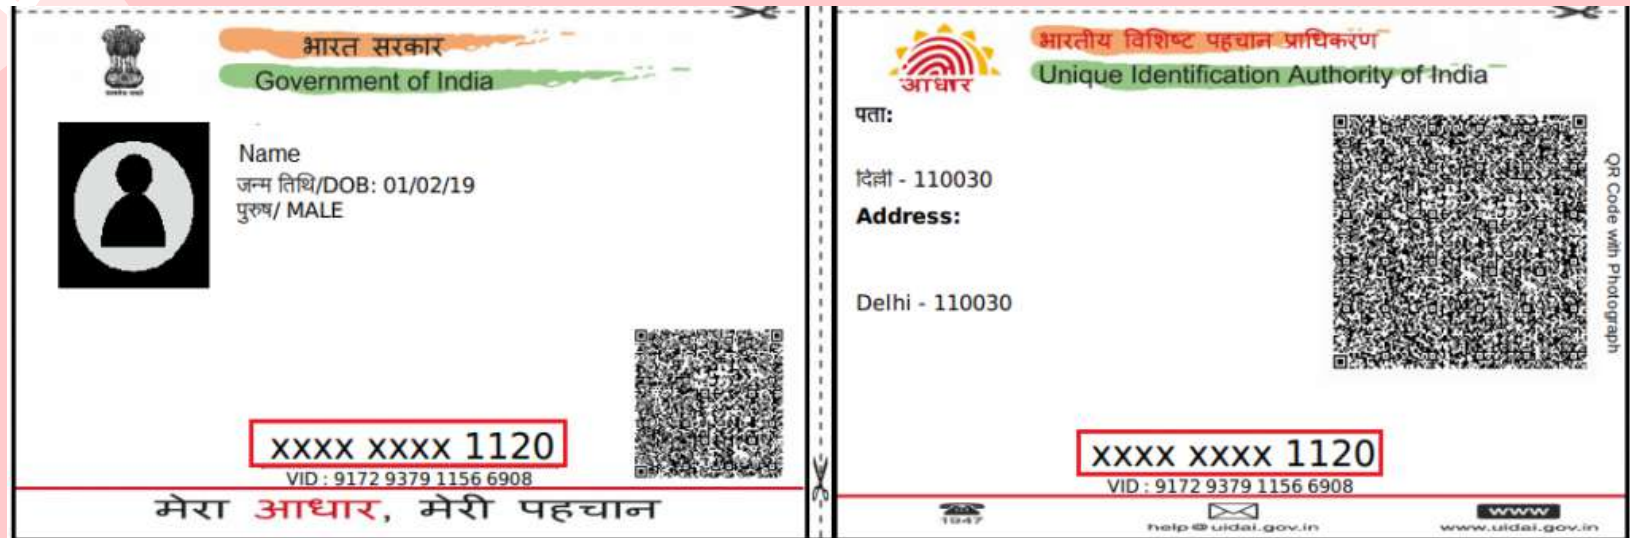 भारत सरकार
Government of India
Name
जन्म तिथि/DOB: 01/02/19
पुरुष/ MALE
xxxx xxxx 1120
VID : 9172 9379 1156 6908
मेरा आधार, मेरी पहचान
भारतीय विशिष्ट पहचान प्राधिकरण
Unique Identification Authority of India
आधार
पता:
दिल्ली - 110030
Address:
Delhi - 110030
QR Code with Photograph
xxxx xxxx 1120
VID : 9172 9379 1156 6908
1947
help@uidai.gov.in
www
www.uidai.gov.in